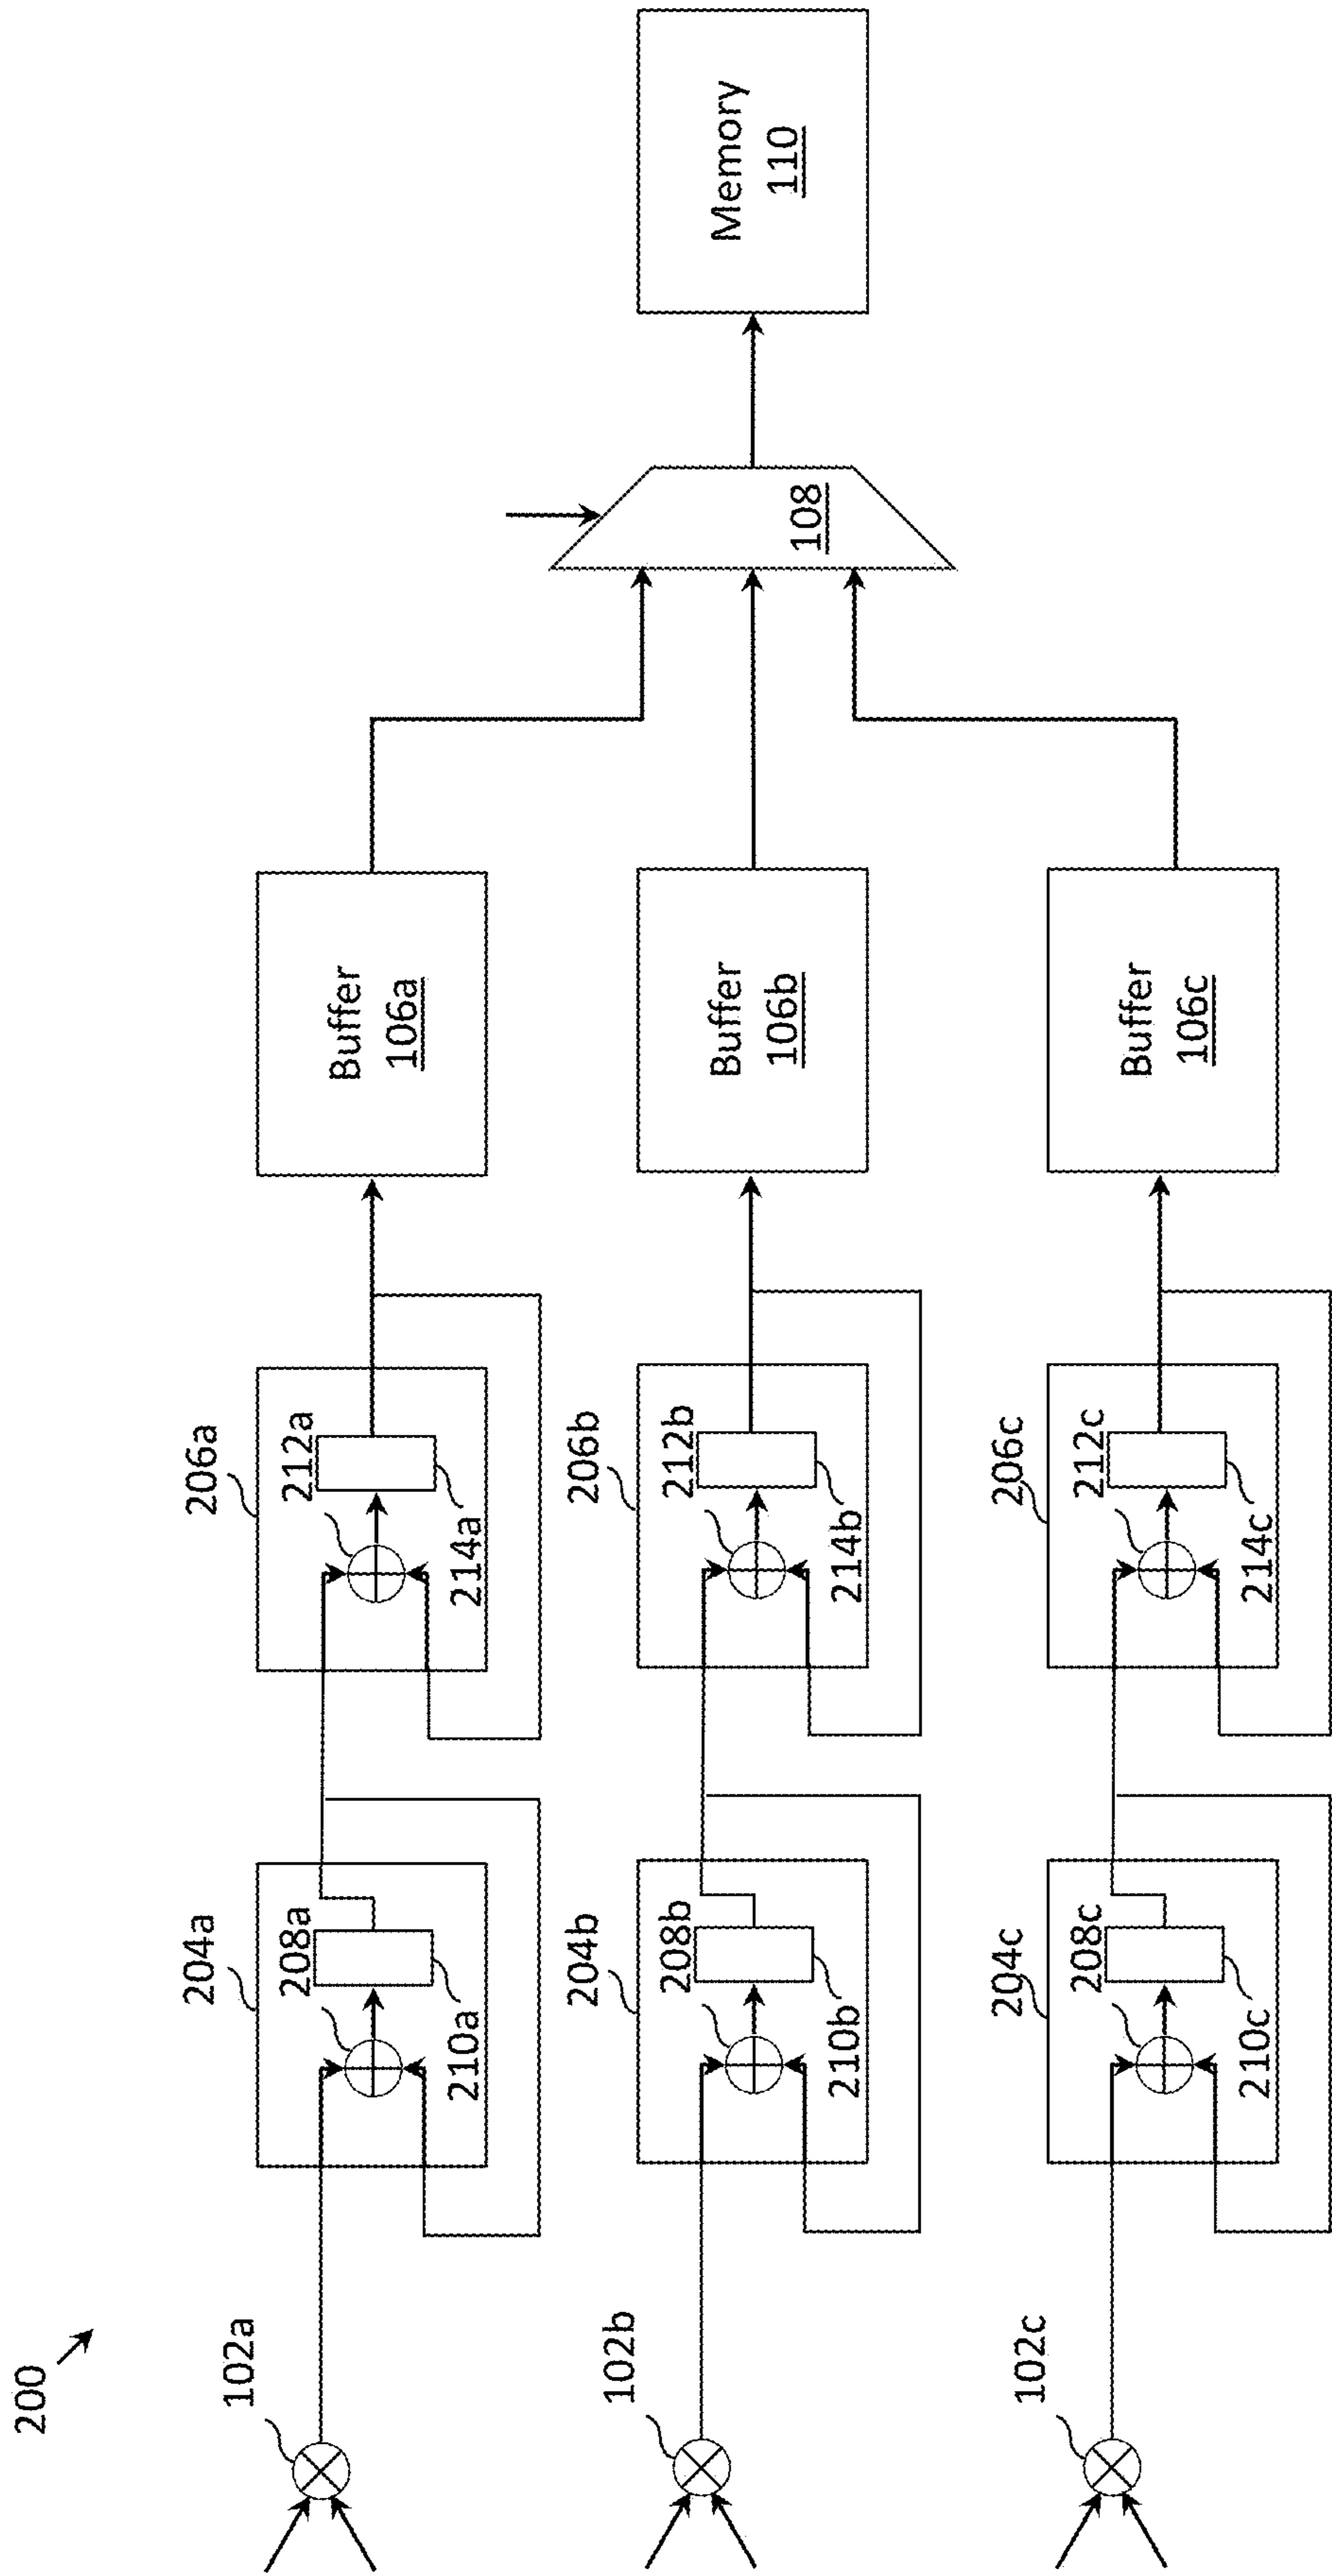 200
102a
204a
208a
210a
206a
212a
214a
Buffer
106a
102b
204b
208b
210b
206b
212b
214b
Buffer
106b
108
Memory
110
102c
204c
208c
210c
206c
212c
214c
Buffer
106c